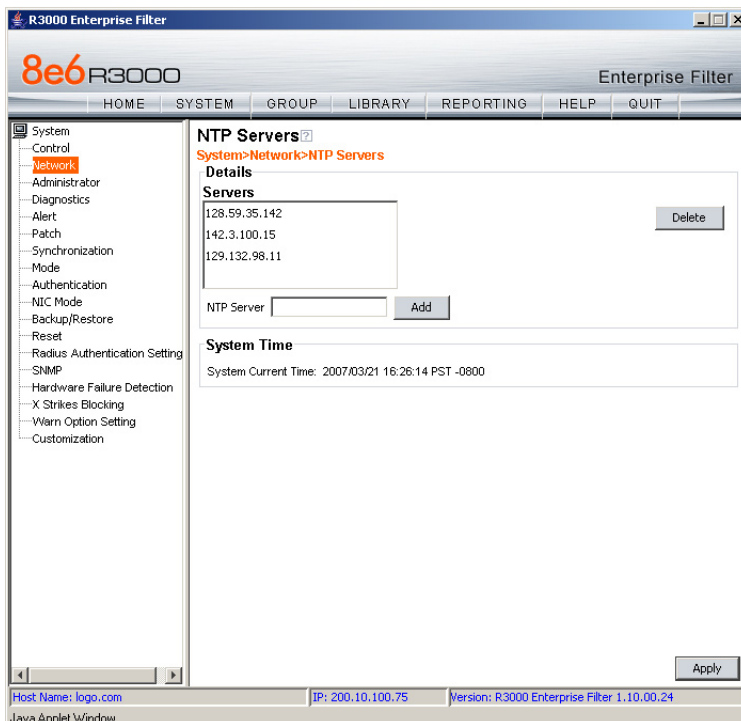 R3000 Enterprise Filter
8e6 R3000
Enterprise Filter
HOME SYSTEM GROUP LIBRARY REPORTING HELP QUIT
System
Control
Network
Administrator
Diagnostics
Alert
Patch
Synchronization
Mode
Authentication
NIC Mode
Backup/Restore
Reset
Radius Authentication Setting
SNMP
Hardware Failure Detection
X Strikes Blocking
Warn Option Setting
Customization
NTP Servers?
System>Network>NTP Servers
Details
Servers
128.59.35.142
142.3.100.15
129.132.98.11
Delete
NTP Server
Add
System Time
System Current Time: 2007/03/21 16:26:14 PST -0800
Apply
Host Name: logo.com
IP: 200.10.100.75
Version: R3000 Enterprise Filter 1.10.00.24
Java Applet Window